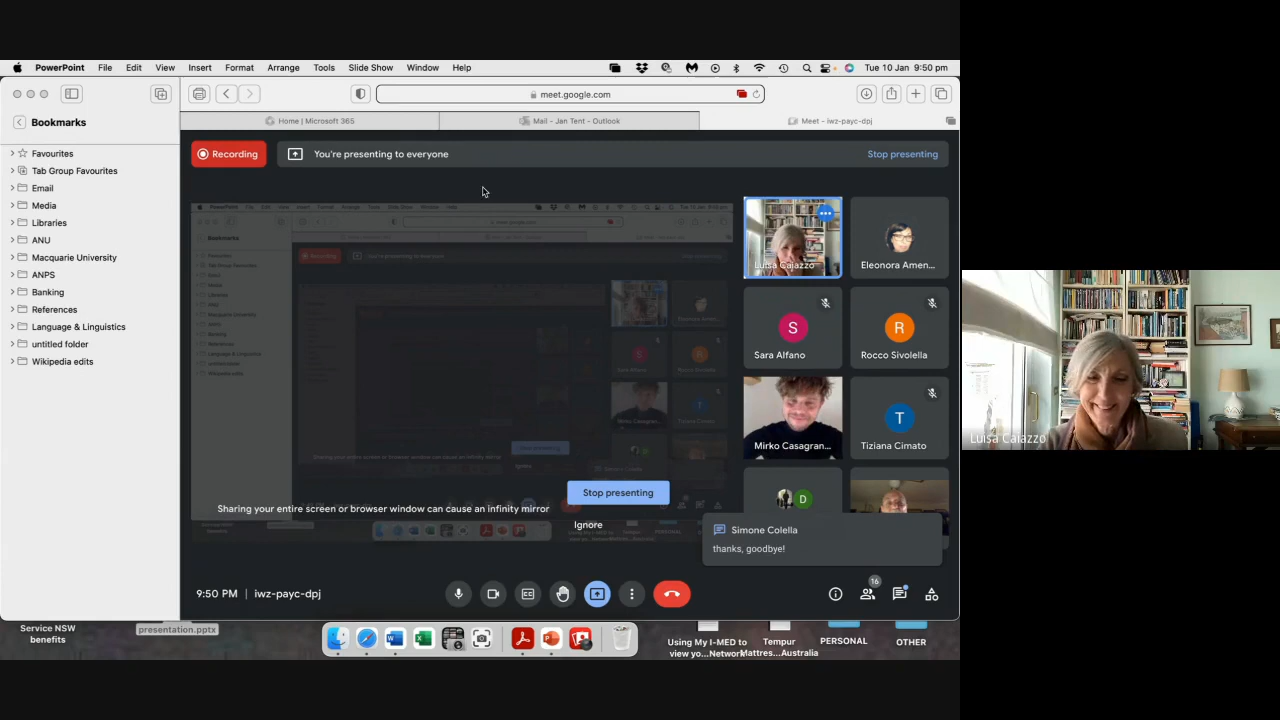 PowerPoint File Edit View Insert Format Arrange Tools Slide Show Window Help Tue 10 Jan 9:50 pm
meet.google.com
Bookmarks
Home | Microsoft 365
Mail - Jan Tent - Outlook
Meet - iwz-payc-dpj
Favourites
Tab Group Favourites
Email
Media
Libraries
ANU
Macquarie University
ANPS
Banking
References
Language & Linguistics
untitled folder
Wikipedia edits
Recording
You're presenting to everyone
Stop presenting
Luisa Caiazzo
Eleonora Amen...
S
Sara Alfano
R
Rocco Sivolella
Mirko Casagran...
T
Tiziana Cimato
D
Stop presenting
Sharing your entire screen or browser window can cause an infinity mirror
Ignore
Simone Colella
thanks, goodbye!
9:50 PM | iwz-payc-dpj
16
Luisa Caiazzo
Service NSW
benefits
presentation.pptx
Using My I-MED to
view yo...Network
Tempur
Mattres...Australia
PERSONAL
OTHER